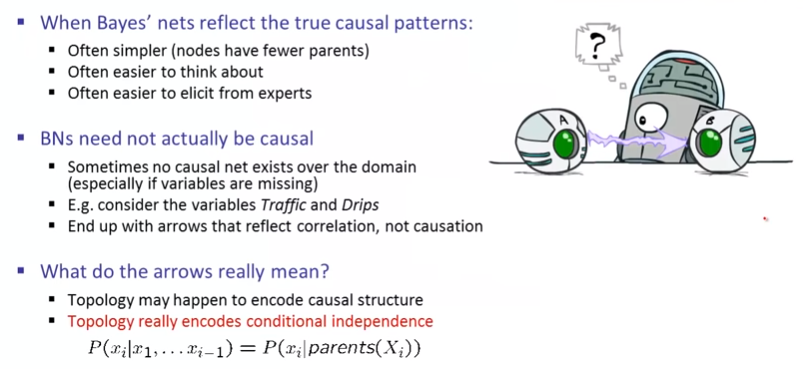 When Bayes' nets reflect the true causal patterns:
Often simpler (nodes have fewer parents)
Often easier to think about
Often easier to elicit from experts
BNs need not actually be causal
Sometimes no causal net exists over the domain
(especially if variables are missing)
E.g. consider the variables Traffic and Drips
End up with arrows that reflect correlation, not causation
What do the arrows really mean?
Topology may happen to encode causal structure
Topology really encodes conditional independence
P(x_i|x_1, ... x_{i-1}) = P(x_i|parents(X_i))
?
A
B